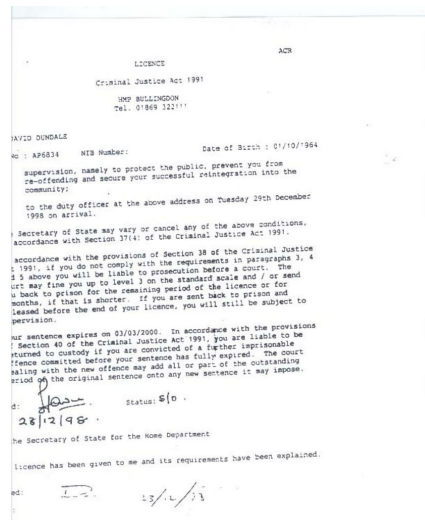 ACR
LICENCE
Criminal Justice Act 1991
HMP BULLINGDON
Tel. 01869 322111
DAVID DUNDALE
No : AP6834 NIB Number: Date of Birth : 01/10/1964
supervision, namely to protect the public, prevent you from
re-offending and secure your successful reintegration into the
community;
to the duty officer at the above address on Tuesday 29th December
1998 on arrival.
Secretary of State may vary or cancel any of the above conditions,
accordance with Section 37(4) of the Criminal Justice Act 1991.
accordance with the provisions of Section 38 of the Criminal Justice
t 1991, if you do not comply with the requirements in paragraphs 3, 4
d 5 above you will be liable to prosecution before a court. The
urt may fine you up to level 3 on the standard scale and / or send
u back to prison for the remaining period of the licence or for
months, if that is shorter. If you are sent back to prison and
leased before the end of your licence, you will still be subject to
pervision.
ur sentence expires on 03/03/2000. In accordance with the provisions
f Section 40 of the Criminal Justice Act 1991, you are liable to be
eturned to custody if you are convicted of a further imprisonable
ffence committed before your sentence has fully expired. The court
ealing with the new offence may add all or part of the outstanding
eriod of the original sentence onto any new sentence it may impose.
d: Status: S/O.
28/12/98.
he Secretary of State for the Home Department
licence has been given to me and its requirements have been explained.
ed: